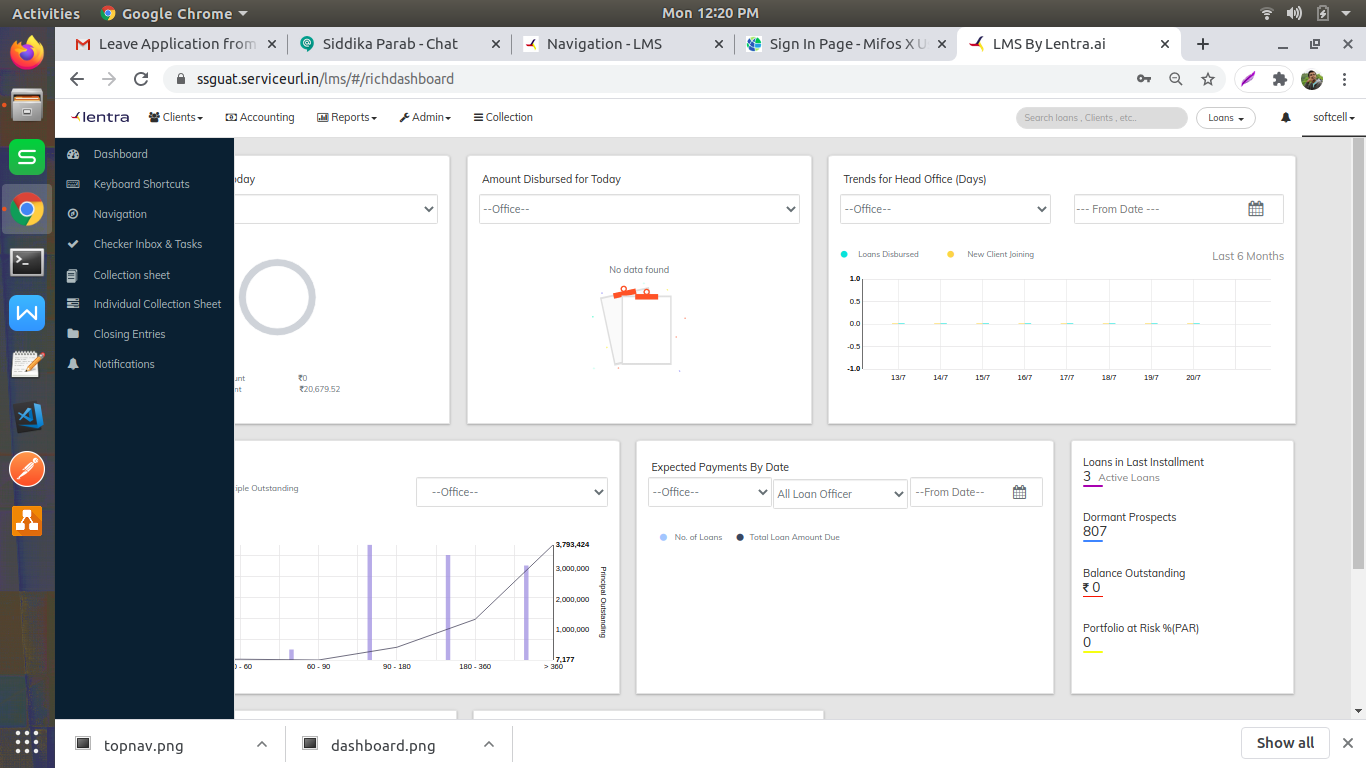 Activities Google Chrome Mon 12:20 PM
Leave Application from Siddika Parab - Chat Navigation - LMS Sign In Page - Mifos X U LMS By Lentra.ai
ssguat.serviceurl.in/lms/#/richdashboard
lentra Clients Accounting Reports Admin Collection Search loans , Clients , etc.. Loans softcell
Dashboard
Keyboard Shortcuts
Navigation
Checker Inbox & Tasks
Collection sheet
Individual Collection Sheet
Closing Entries
Notifications
oday
unt ₹0
nt ₹20,679.52
Amount Disbursed for Today
--Office--
No data found
Trends for Head Office (Days)
--Office-- --- From Date ---
Loans Disbursed New Client Joining Last 6 Months
1.0
0.5
0.0
-0.5
-1.0
13/7 14/7 15/7 16/7 17/7 18/7 19/7 20/7
iple Outstanding --Office--
3,793,424
3,000,000
2,000,000
1,000,000
7,177
Principal Outstanding
0 - 60 60 - 90 90 - 180 180 - 360 > 360
Expected Payments By Date
--Office-- All Loan Officer --From Date--
No. of Loans Total Loan Amount Due
Loans in Last Installment
3 Active Loans
Dormant Prospects
807
Balance Outstanding
₹ 0
Portfolio at Risk %(PAR)
0
topnav.png dashboard.png Show all